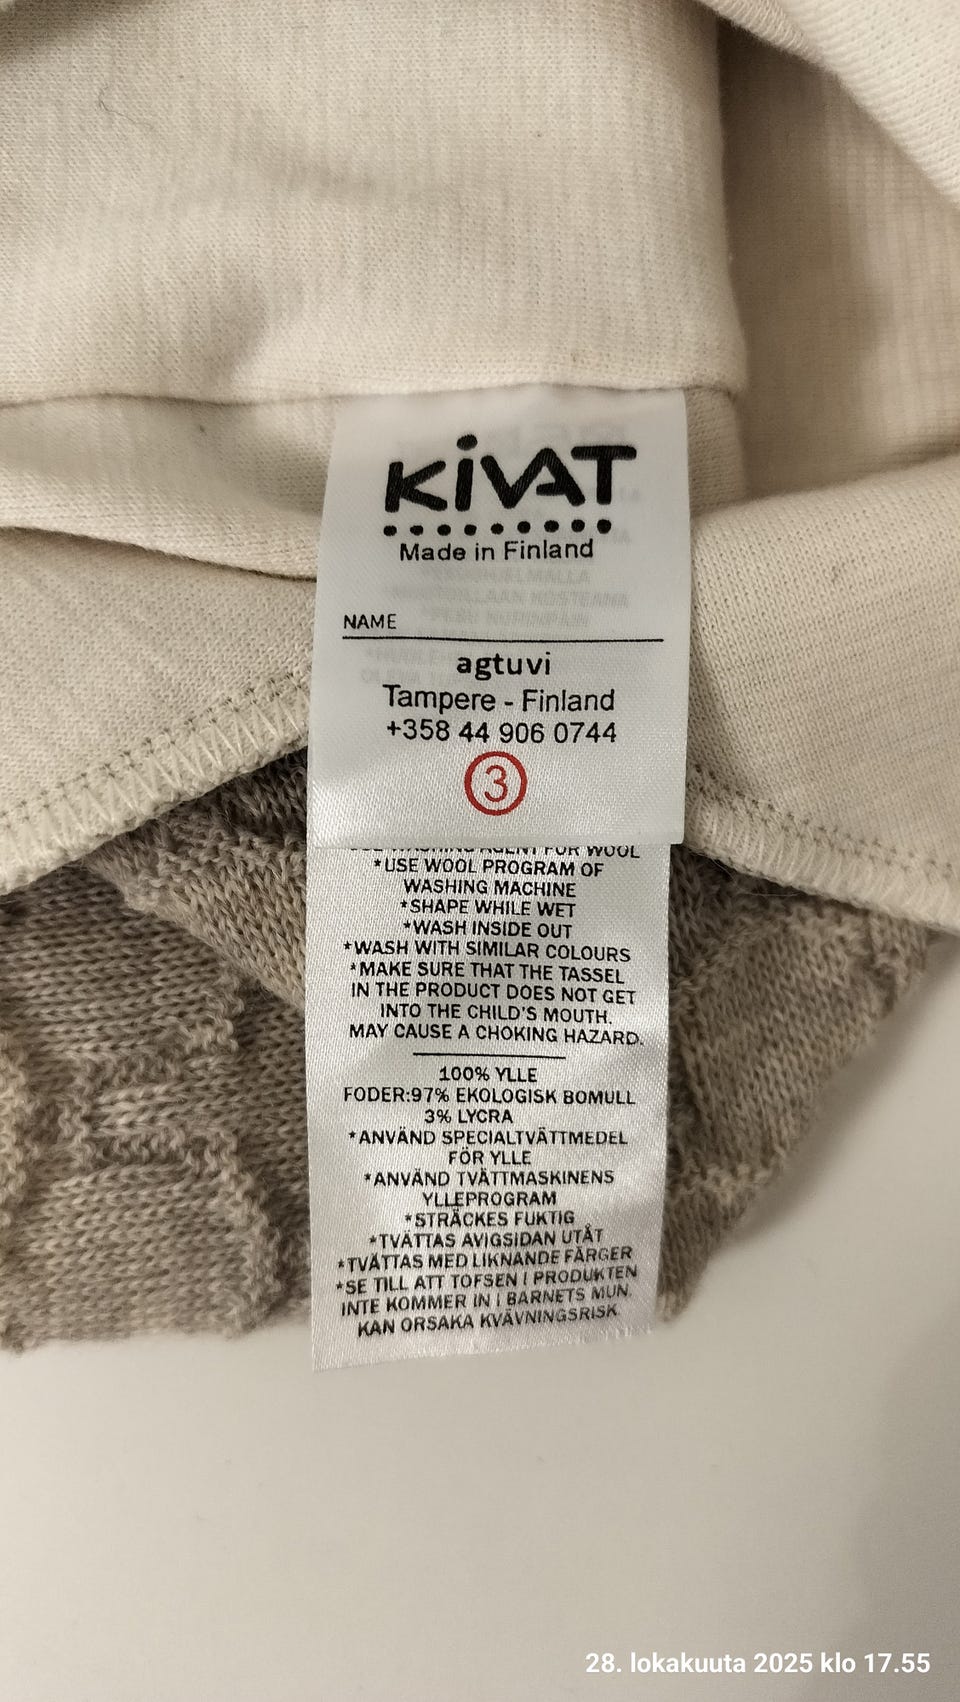 KiVAT
Made in Finland
NAME
agtuvi
Tampere - Finland
+358 44 906 0744
3
AGENT FOR WOOL
*USE WOOL PROGRAM OF
WASHING MACHINE
*SHAPE WHILE WET
*WASH INSIDE OUT
*WASH WITH SIMILAR COLOURS
*MAKE SURE THAT THE TASSEL
IN THE PRODUCT DOES NOT GET
INTO THE CHILD'S MOUTH.
MAY CAUSE A CHOKING HAZARD.
100% YLLE
FODER:97% EKOLOGISK BOMULL
3% LYCRA
*ANVÄND SPECIALTVÄTTMEDEL
FÖR YLLE
*ANVÄND TVÄTTMASKINENS
YLLEPROGRAM
*STRÄCKES FUKTIG
*TVÄTTAS AVIGSIDAN UTÅT
*TVÄTTAS MED LIKNANDE FÄRGER
*SE TILL ATT TOFSEN I PRODUKTEN
INTE KOMMER IN I BARNETS MUN.
KAN ORSAKA KVÄVNINGSRISK
28. lokakuuta 2025 klo 17.55